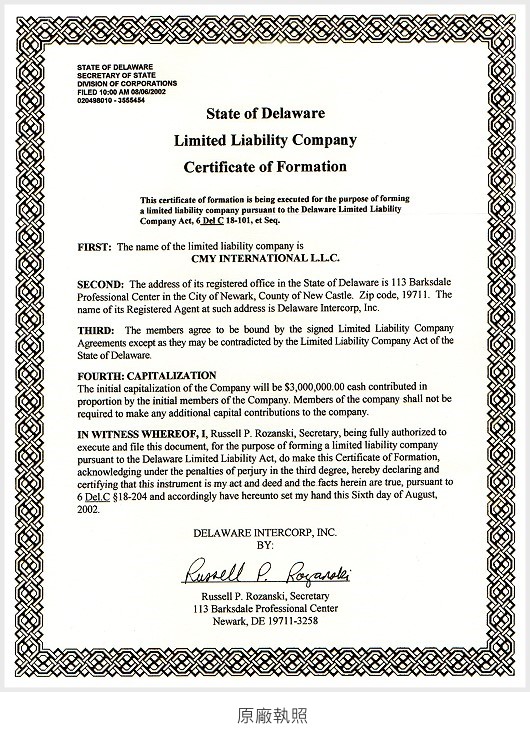 STATE OF DELAWARE
SECRETARY OF STATE
DIVISION OF CORPORATIONS
FILED 10:00 AM 08/06/2002
020498010 - 3555454
State of Delaware
Limited Liability Company
Certificate of Formation
This certificate of formation is being executed for the purpose of forming
a limited liability company pursuant to the Delaware Limited Liability
Company Act, 6 Del C 18-101, et Seq.
FIRST: The name of the limited liability company is
CMY INTERNATIONAL L.L.C.
SECOND: The address of its registered office in the State of Delaware is 113 Barksdale
Professional Center in the City of Newark, County of New Castle. Zip code, 19711. The
name of its Registered Agent at such address is Delaware Intercorp, Inc.
THIRD: The members agree to be bound by the signed Limited Liability Company
Agreements except as they may be contradicted by the Limited Liability Company Act of the
State of Delaware.
FOURTH: CAPITALIZATION
The initial capitalization of the Company will be $3,000,000.00 cash contributed in
proportion by the initial members of the Company. Members of the company shall not be
required to make any additional capital contributions to the company.
IN WITNESS WHEREOF, I, Russell P. Rozanski, Secretary, being fully authorized to
execute and file this document, for the purpose of forming a limited liability company
pursuant to the Delaware Limited Liability Act, do make this Certificate of Formation,
acknowledging under the penalties of perjury in the third degree, hereby declaring and
certifying that this instrument is my act and deed and the facts herein are true, pursuant to
6 Del.C §18-204 and accordingly have hereunto set my hand this Sixth day of August,
2002.
DELAWARE INTERCORP, INC.
BY:
Russell P. Rozanski
Russell P. Rozanski, Secretary
113 Barksdale Professional Center
Newark, DE 19711-3258
原廠執照